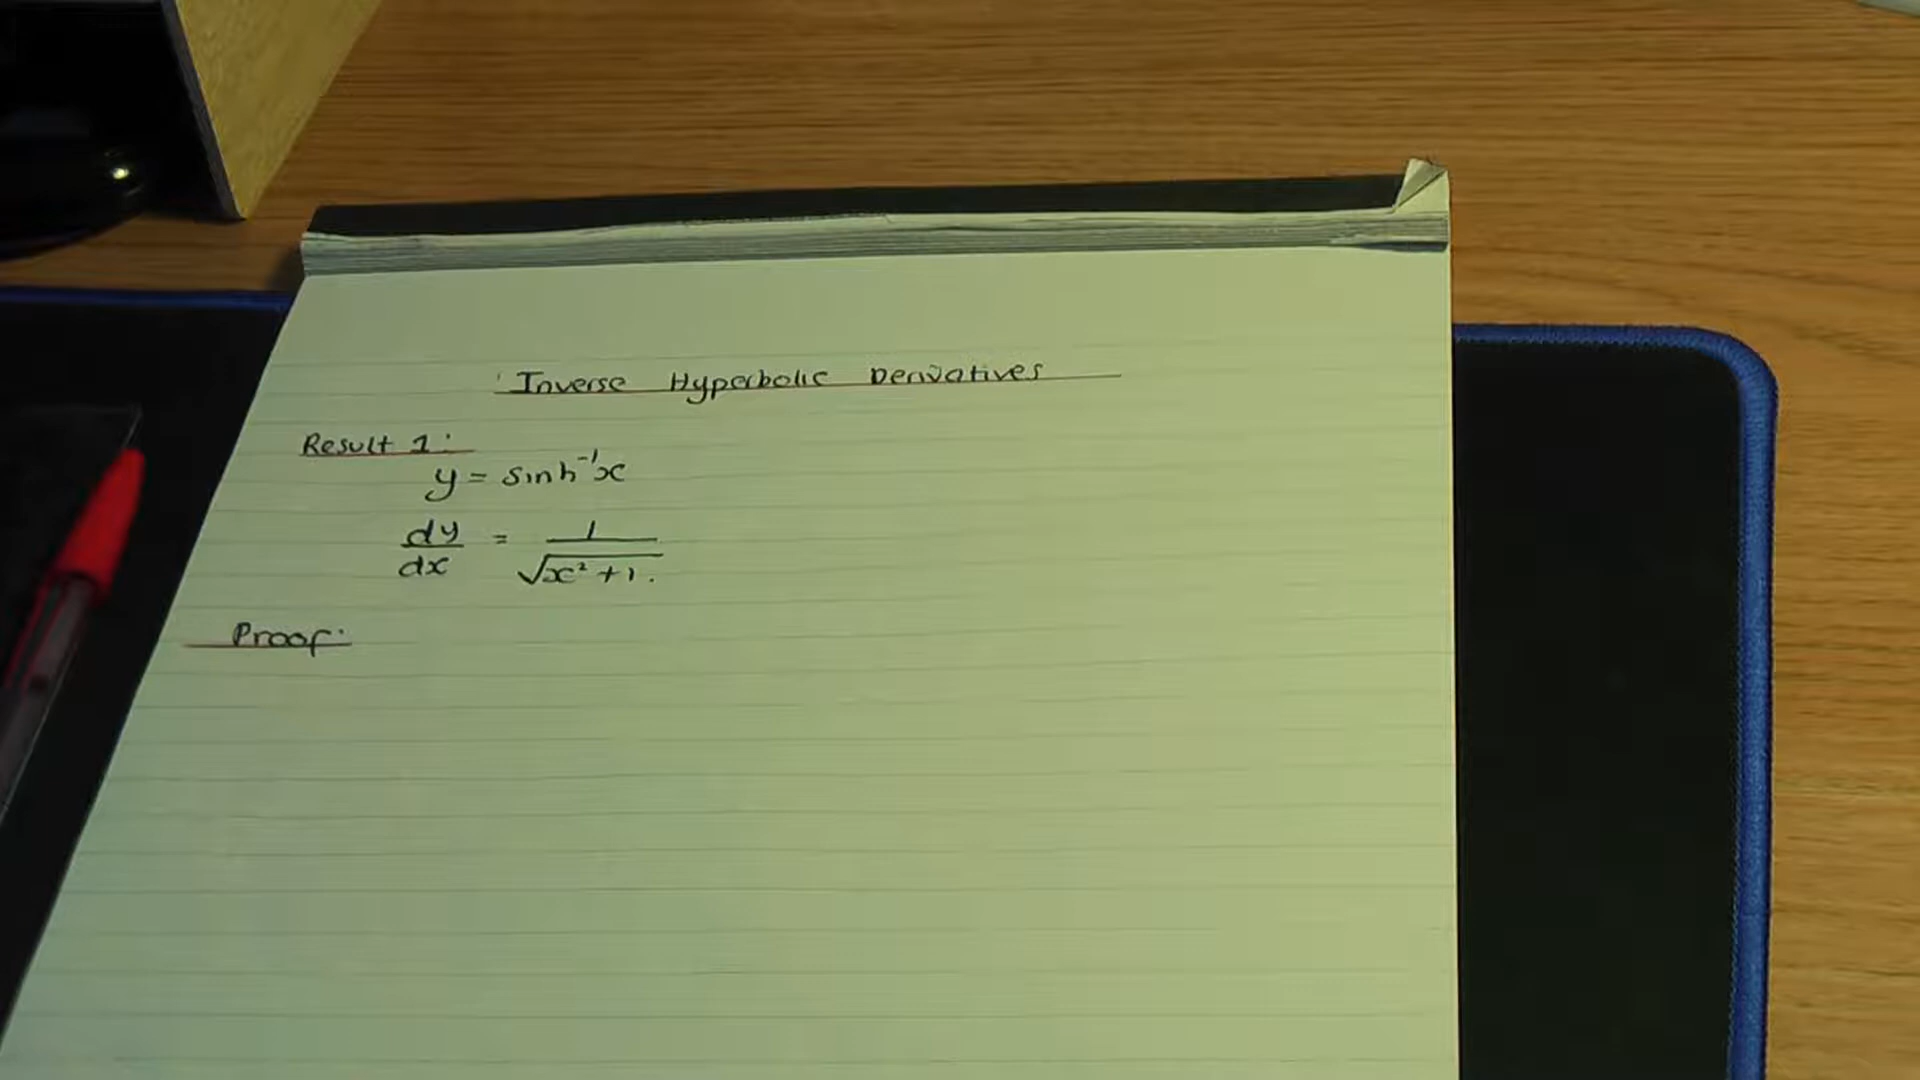 Inverse Hyperbolic Derivatives
Result 1:
y = sinh⁻¹x
dy/dx = 1/√(x² + 1).
Proof: